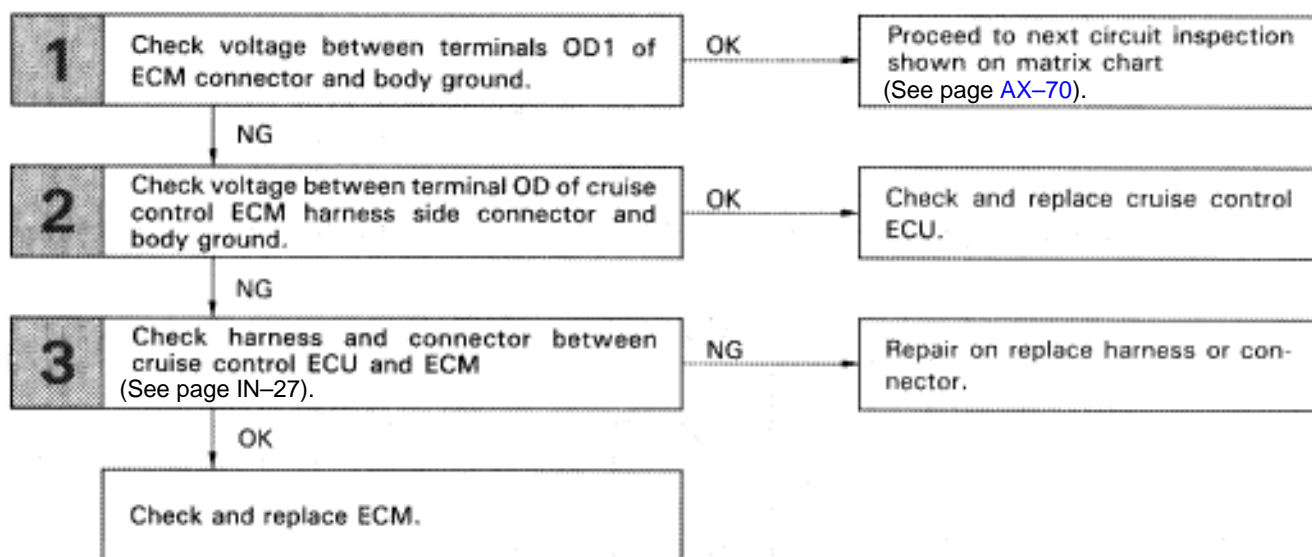 1
Check voltage between terminals OD1 of
ECM connector and body ground.
OK
Proceed to next circuit inspection
shown on matrix chart
(See page AX–70).
NG
2
Check voltage between terminal OD of cruise
control ECM harness side connector and
body ground.
OK
Check and replace cruise control
ECU.
NG
3
Check harness and connector between
cruise control ECU and ECM
(See page IN–27).
NG
Repair on replace harness or con-
nector.
OK
Check and replace ECM.